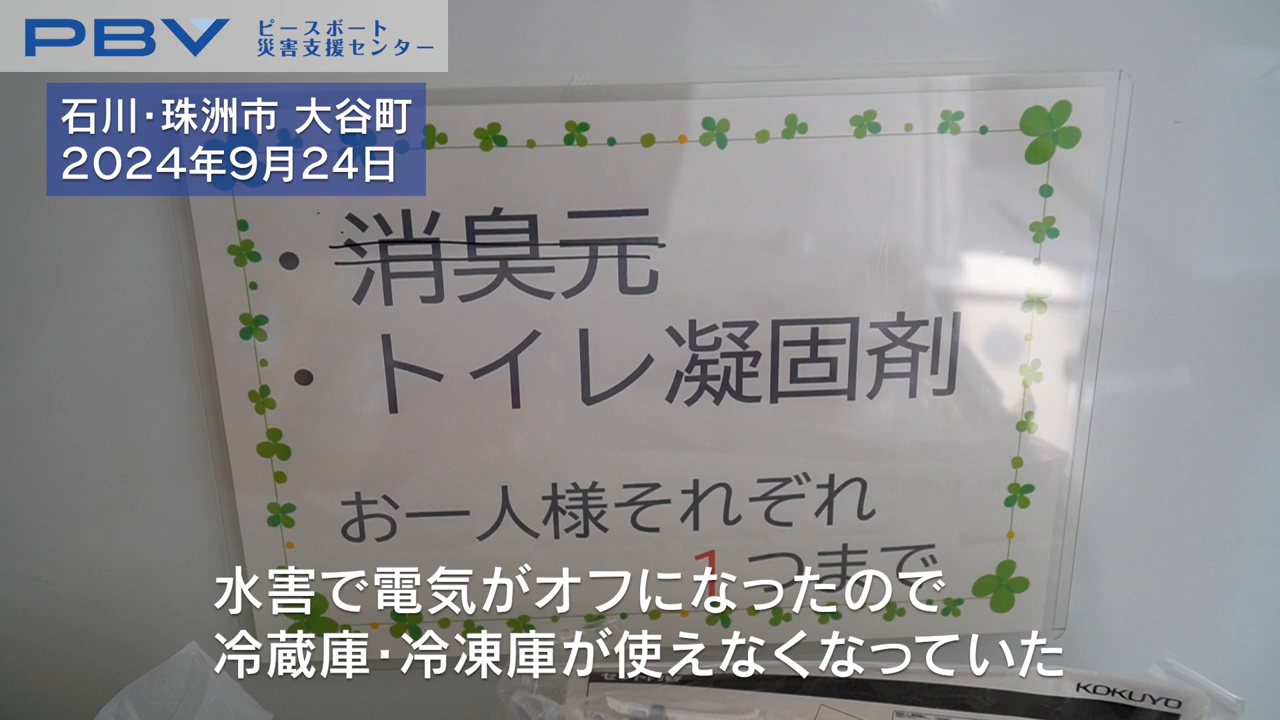 PBV ピースボート
災害支援センター
石川・珠洲市 大谷町
2024年9月24日
・消臭元
・トイレ凝固剤
お一人様それぞれ
1つまで
水害で電気がオフになったので
冷蔵庫・冷凍庫が使えなくなっていた
KOKUYO